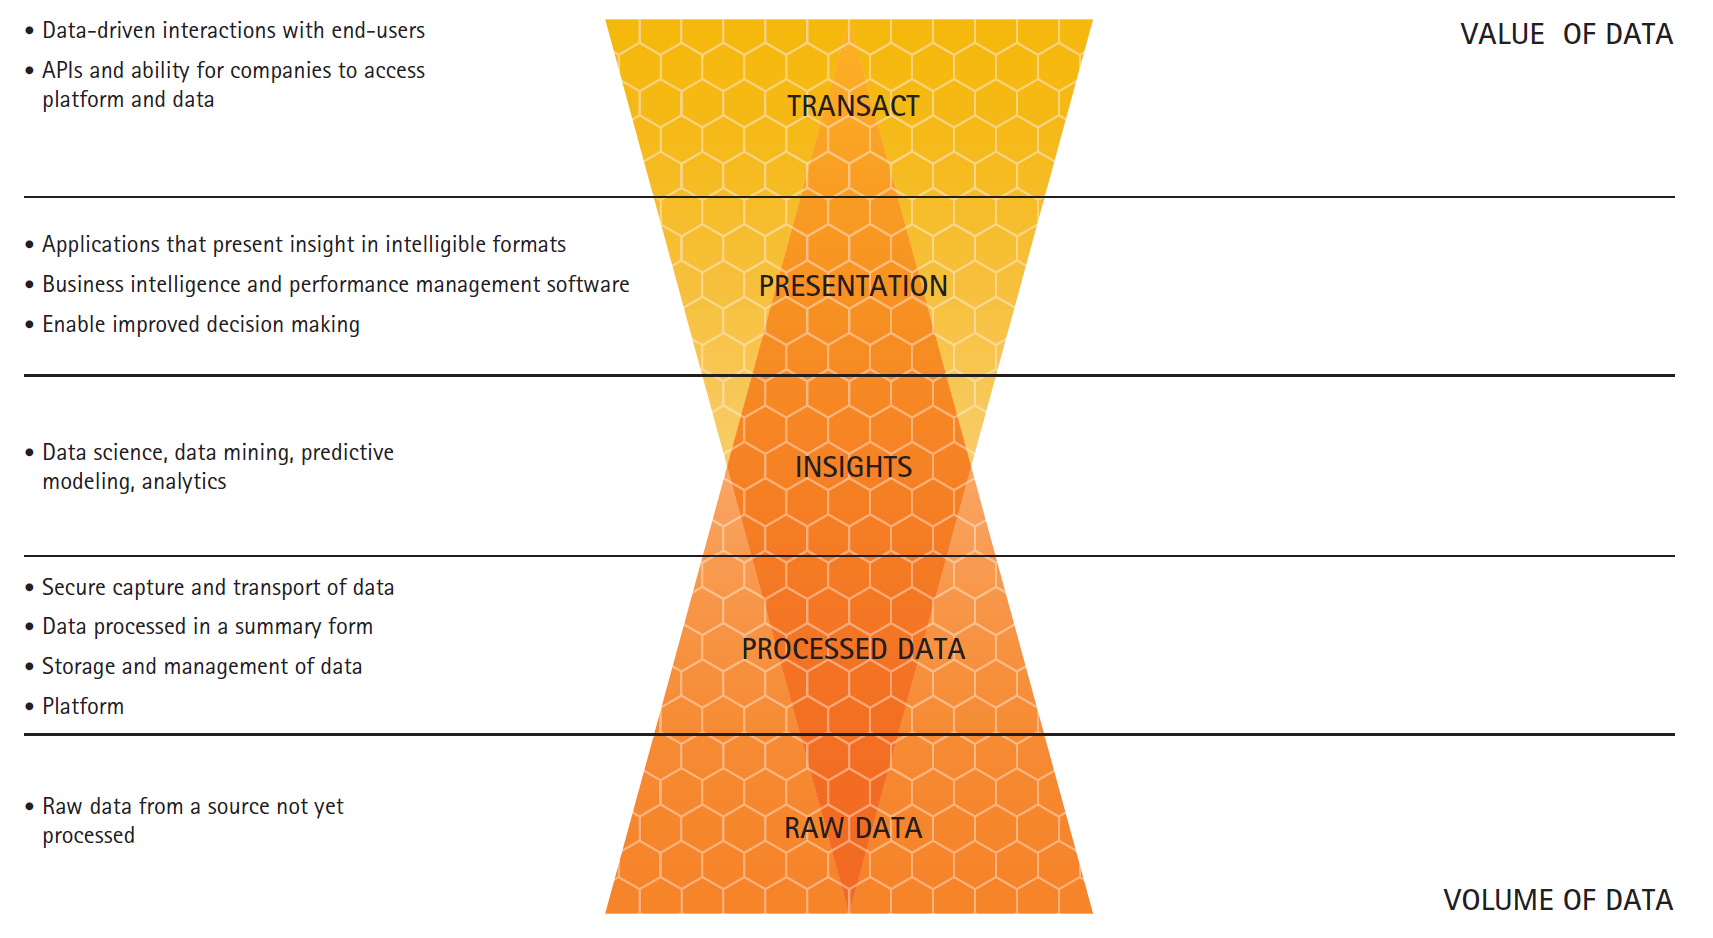 • Data-driven interactions with end-users
• APIs and ability for companies to access
platform and data
TRANSACT
VALUE OF DATA
• Applications that present insight in intelligible formats
• Business intelligence and performance management software
• Enable improved decision making
PRESENTATION
• Data science, data mining, predictive
modeling, analytics
INSIGHTS
• Secure capture and transport of data
• Data processed in a summary form
• Storage and management of data
• Platform
PROCESSED DATA
• Raw data from a source not yet
processed
RAW DATA
VOLUME OF DATA